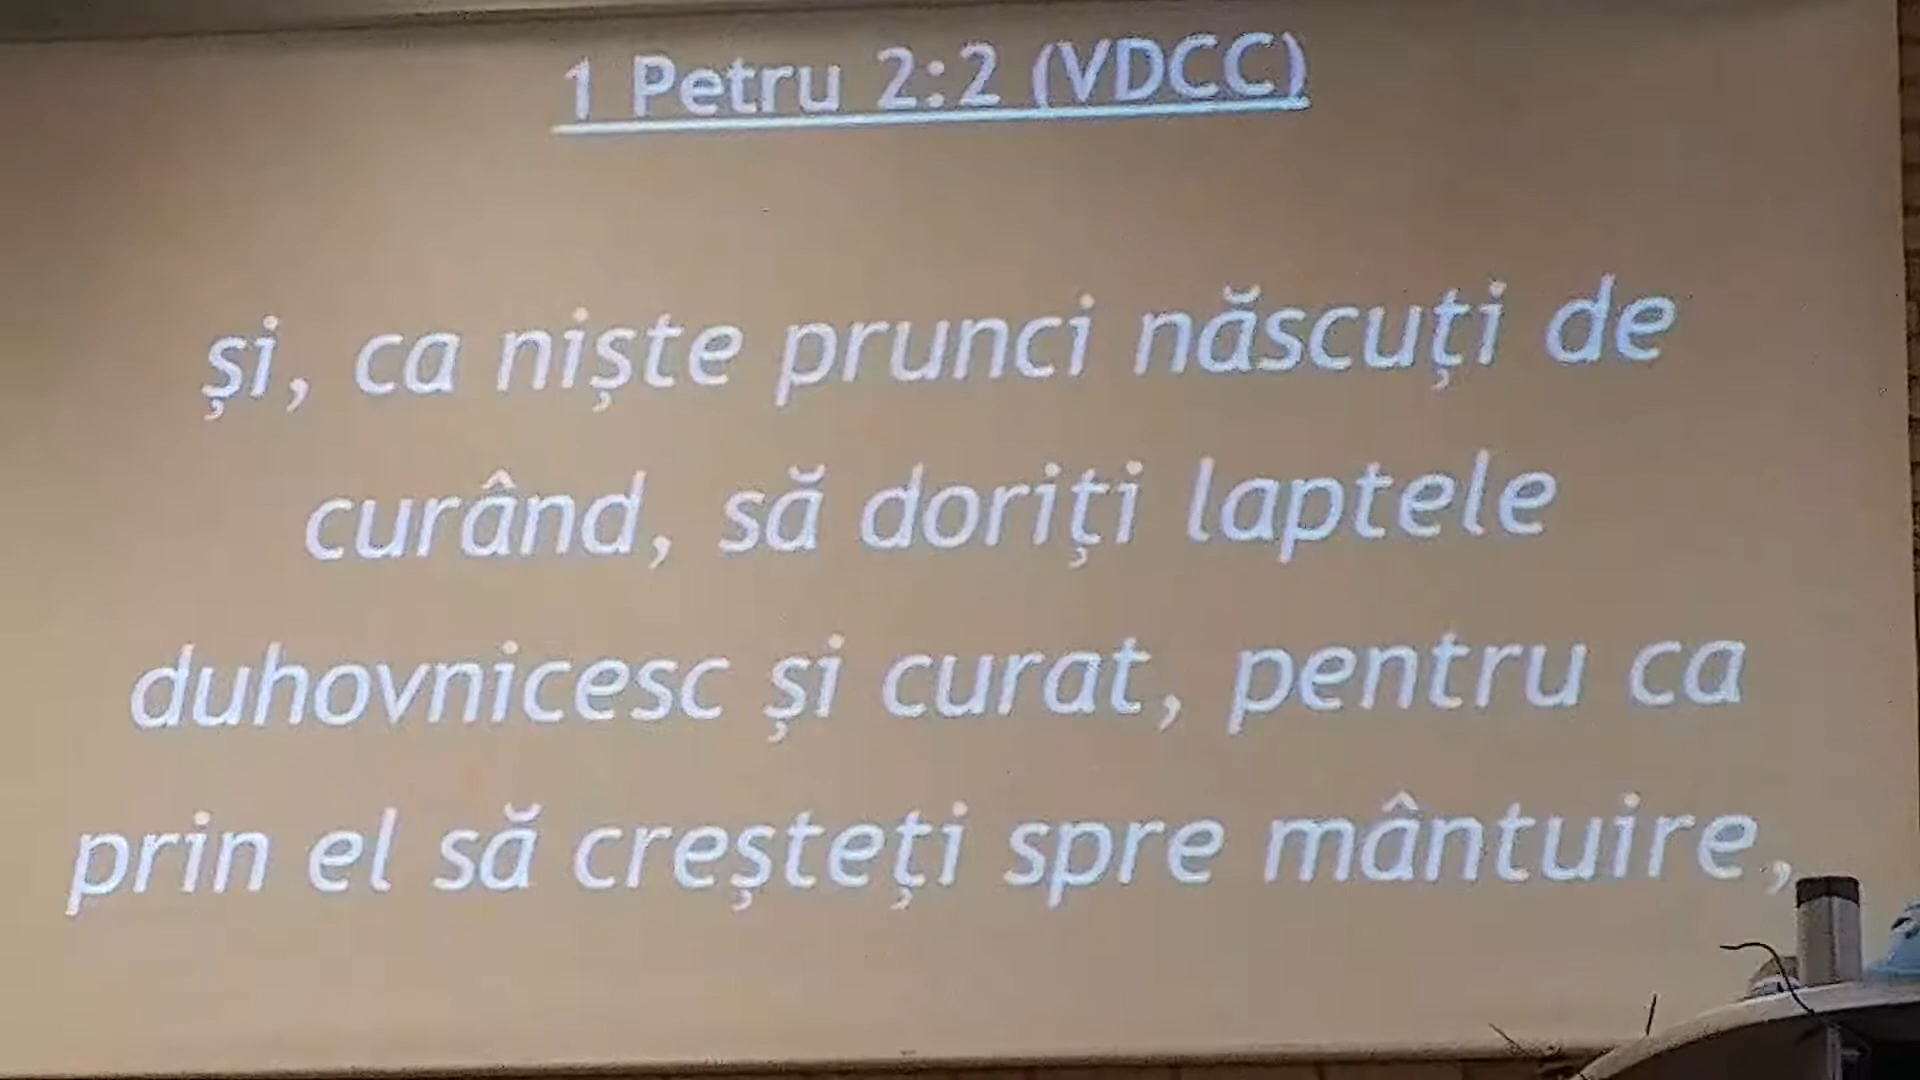 1 Petru 2:2 (VDCC)
și, ca niște prunci născuți de
curând, să doriți laptele
duhovnicesc și curat, pentru ca
prin el să creșteți spre mântuire,